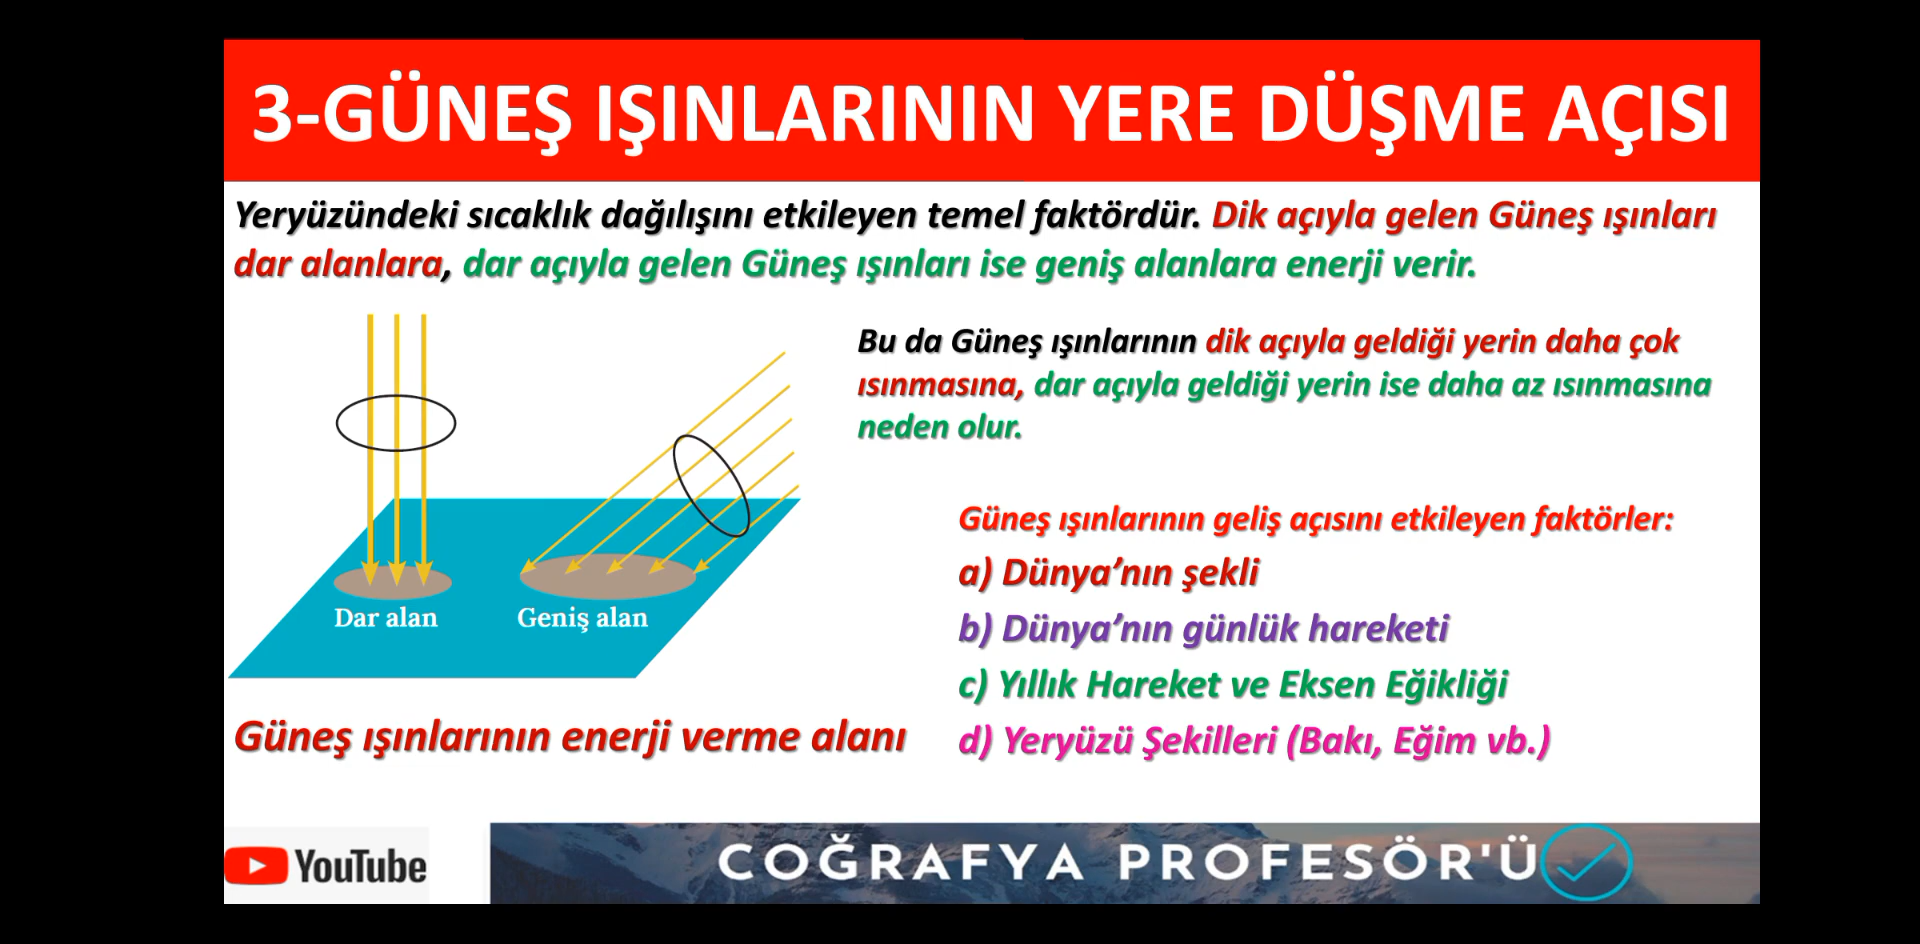 3-GÜNEŞ IŞINLARININ YERE DÜŞME AÇISI
Yeryüzündeki sıcaklık dağılışını etkileyen temel faktördür. Dik açıyla gelen Güneş ışınları
dar alanlara, dar açıyla gelen Güneş ışınları ise geniş alanlara enerji verir.
Bu da Güneş ışınlarının dik açıyla geldiği yerin daha çok
ısınmasına, dar açıyla geldiği yerin ise daha az ısınmasına
neden olur.
Dar alan
Geniş alan
Güneş ışınlarının enerji verme alanı
Güneş ışınlarının geliş açısını etkileyen faktörler:
a) Dünya’nın şekli
b) Dünya’nın günlük hareketi
c) Yıllık Hareket ve Eksen Eğikliği
d) Yeryüzü Şekilleri (Bakı, Eğim vb.)
YouTube
COĞRAFYA PROFESÖR'Ü